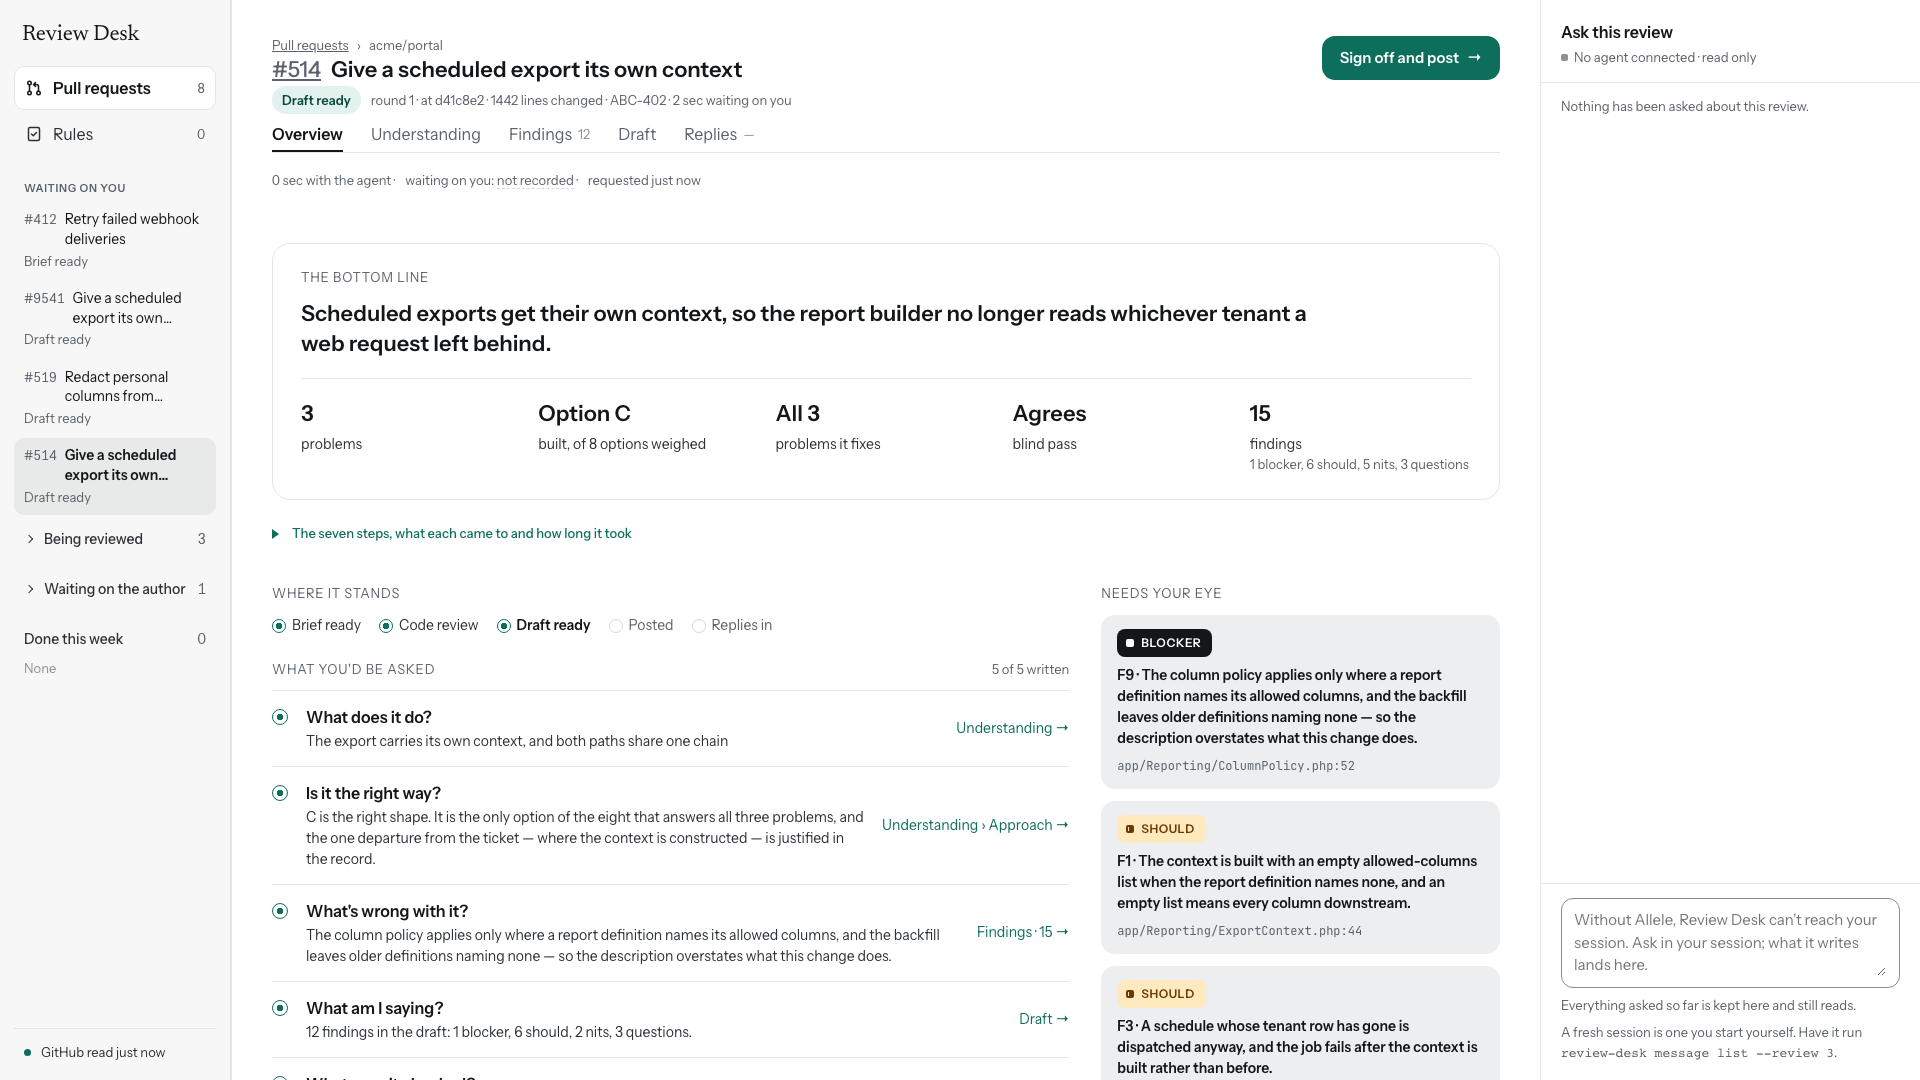 Review Desk
Pull requests 8
Rules 0
WAITING ON YOU
#412 Retry failed webhook
deliveries
Brief ready
#9541 Give a scheduled
export its own...
Draft ready
#519 Redact personal
columns from...
Draft ready
#514 Give a scheduled
export its own...
Draft ready
Being reviewed 3
Waiting on the author 1
Done this week 0
None
GitHub read just now
Pull requests › acme/portal
#514 Give a scheduled export its own context
Draft ready round 1 · at d41c8e2 · 1442 lines changed · ABC-402 · 2 sec waiting on you
Sign off and post →
Overview Understanding Findings 12 Draft Replies —
0 sec with the agent · waiting on you: not recorded · requested just now
THE BOTTOM LINE
Scheduled exports get their own context, so the report builder no longer reads whichever tenant a
web request left behind.
3 Option C All 3 Agrees 15
problems built, of 8 options weighed problems it fixes blind pass findings
1 blocker, 6 should, 5 nits, 3 questions
The seven steps, what each came to and how long it took
WHERE IT STANDS
Brief ready Code review Draft ready Posted Replies in
WHAT YOU'D BE ASKED 5 of 5 written
What does it do?
The export carries its own context, and both paths share one chain
Understanding →
Is it the right way?
C is the right shape. It is the only option of the eight that answers all three problems, and
the one departure from the ticket — where the context is constructed — is justified in
the record.
Understanding › Approach →
What's wrong with it?
The column policy applies only where a report definition names its allowed columns, and the backfill
leaves older definitions naming none — so the description overstates what this change does.
Findings · 15 →
What am I saying?
12 findings in the draft: 1 blocker, 6 should, 2 nits, 3 questions.
Draft →
NEEDS YOUR EYE
BLOCKER
F9 · The column policy applies only where a report
definition names its allowed columns, and the backfill
leaves older definitions naming none — so the
description overstates what this change does.
app/Reporting/ColumnPolicy.php:52
SHOULD
F1 · The context is built with an empty allowed-columns
list when the report definition names none, and an
empty list means every column downstream.
app/Reporting/ExportContext.php:44
SHOULD
F3 · A schedule whose tenant row has gone is
dispatched anyway, and the job fails after the context is
built rather than before.
Ask this review
No agent connected · read only
Nothing has been asked about this review.
Without Allele, Review Desk can't reach your
session. Ask in your session; what it writes
lands here.
Everything asked so far is kept here and still reads.
A fresh session is one you start yourself. Have it run
review-desk message list --review 3.